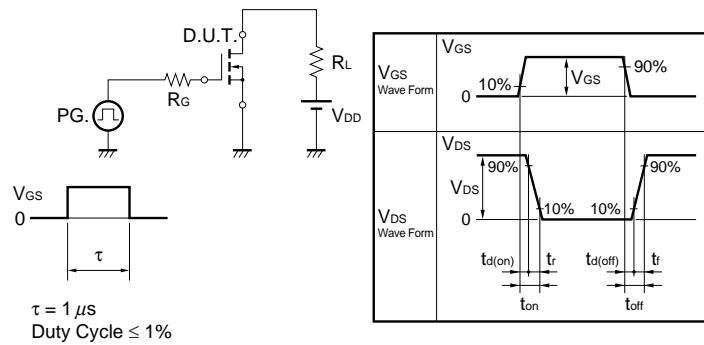 D.U.T.
RL
RG
PG.
VDD
VGS
0
τ
τ = 1 μs
Duty Cycle ≤ 1%
VGS
Wave Form
VGS
10%
VGS
90%
0
VDS
Wave Form
VDS
90%
VDS
10%
10%
90%
0
td(on)
tr
td(off)
tf
ton
toff